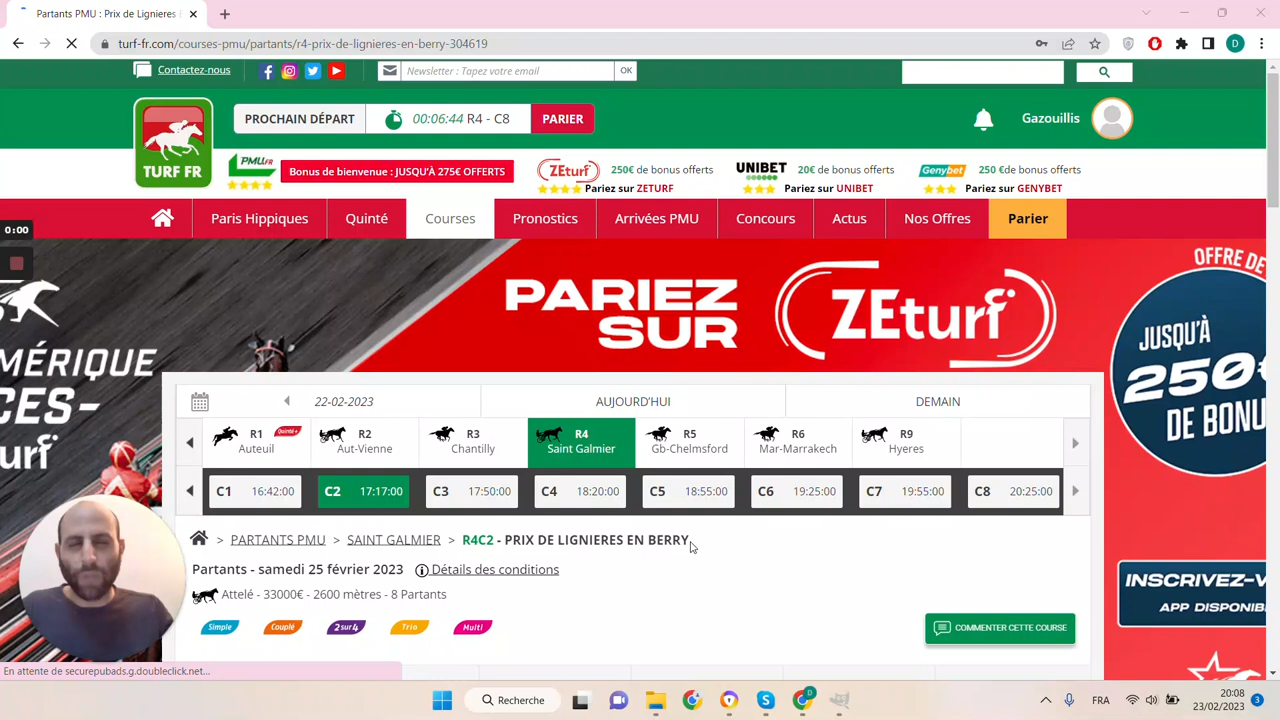 Partants PMU : Prix de Lignieres
turf-fr.com/courses-pmu/partants/r4-prix-de-lignieres-en-berry-304619
D
Contactez-nous
Newsletter : Tapez votre email
OK
TURF FR
PROCHAIN DÉPART
00:06:44 R4 - C8
PARIER
Gazouillis
PMU.FR
Bonus de bienvenue : JUSQU'À 275€ OFFERTS
ZEturf
250€ de bonus offerts
Pariez sur ZETURF
UNIBET
20€ de bonus offerts
Pariez sur UNIBET
Genybet
250 €de bonus offerts
Pariez sur GENYBET
Paris Hippiques
Quinté
Courses
Pronostics
Arrivées PMU
Concours
Actus
Nos Offres
Parier
0:00
MÉRIQUE
CES-
turf
PARIEZ
SUR
ZEturf
OFFRE DE
JUSQU'À
250€
DE BONU
INSCRIVEZ-V
APP DISPONIB
22-02-2023
AUJOURD'HUI
DEMAIN
R1
Quinté+
Auteuil
R2
Aut-Vienne
R3
Chantilly
R4
Saint Galmier
R5
Gb-Chelmsford
R6
Mar-Marrakech
R9
Hyeres
C1 16:42:00
C2 17:17:00
C3 17:50:00
C4 18:20:00
C5 18:55:00
C6 19:25:00
C7 19:55:00
C8 20:25:00
PARTANTS PMU > SAINT GALMIER > R4C2 - PRIX DE LIGNIERES EN BERRY
Partants - samedi 25 février 2023
Détails des conditions
Attelé - 33000€ - 2600 mètres - 8 Partants
Simple
Couplé
2sur4
Trio
Multi
COMMENTER CETTE COURSE
En attente de securepubads.g.doubleclick.net...
Recherche
D
FRA
20:08
23/02/2023
3